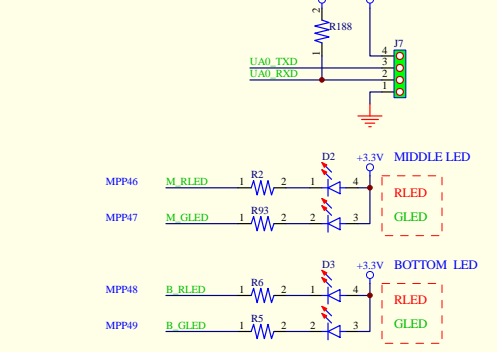 2
R188
1
J7
4
UA0_TXD 3
UA0_RXD 2
1
D2 +3.3V MIDDLE LED
MPP46 M_RLED 1 R2 2 1 4 RLED
MPP47 M_GLED 1 R93 2 2 3 GLED
D3 +3.3V BOTTOM LED
MPP48 B_RLED 1 R6 2 1 4 RLED
MPP49 B_GLED 1 R5 2 2 3 GLED